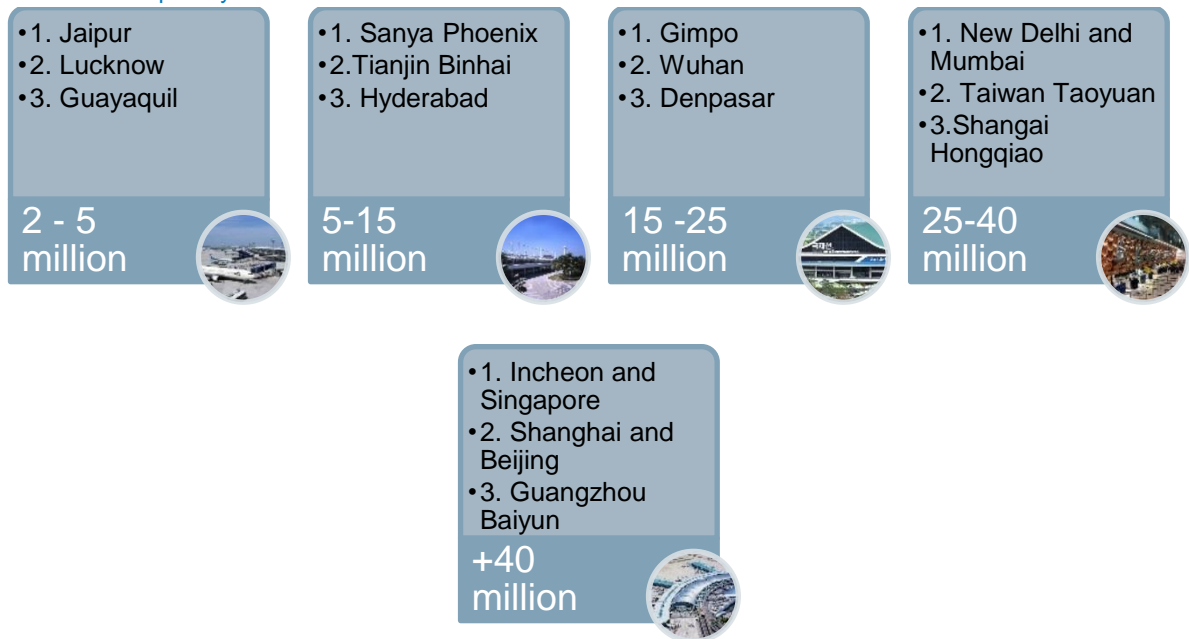 •1. Jaipur
•2. Lucknow
•3. Guayaquil
2 - 5
million
•1. Sanya Phoenix
•2.Tianjin Binhai
•3. Hyderabad
5-15
million
•1. Gimpo
•2. Wuhan
•3. Denpasar
15 -25
million
•1. New Delhi and
Mumbai
•2. Taiwan Taoyuan
•3.Shangai
Hongqiao
25-40
million
•1. Incheon and
Singapore
•2. Shanghai and
Beijing
•3. Guangzhou
Baiyun
+40
million